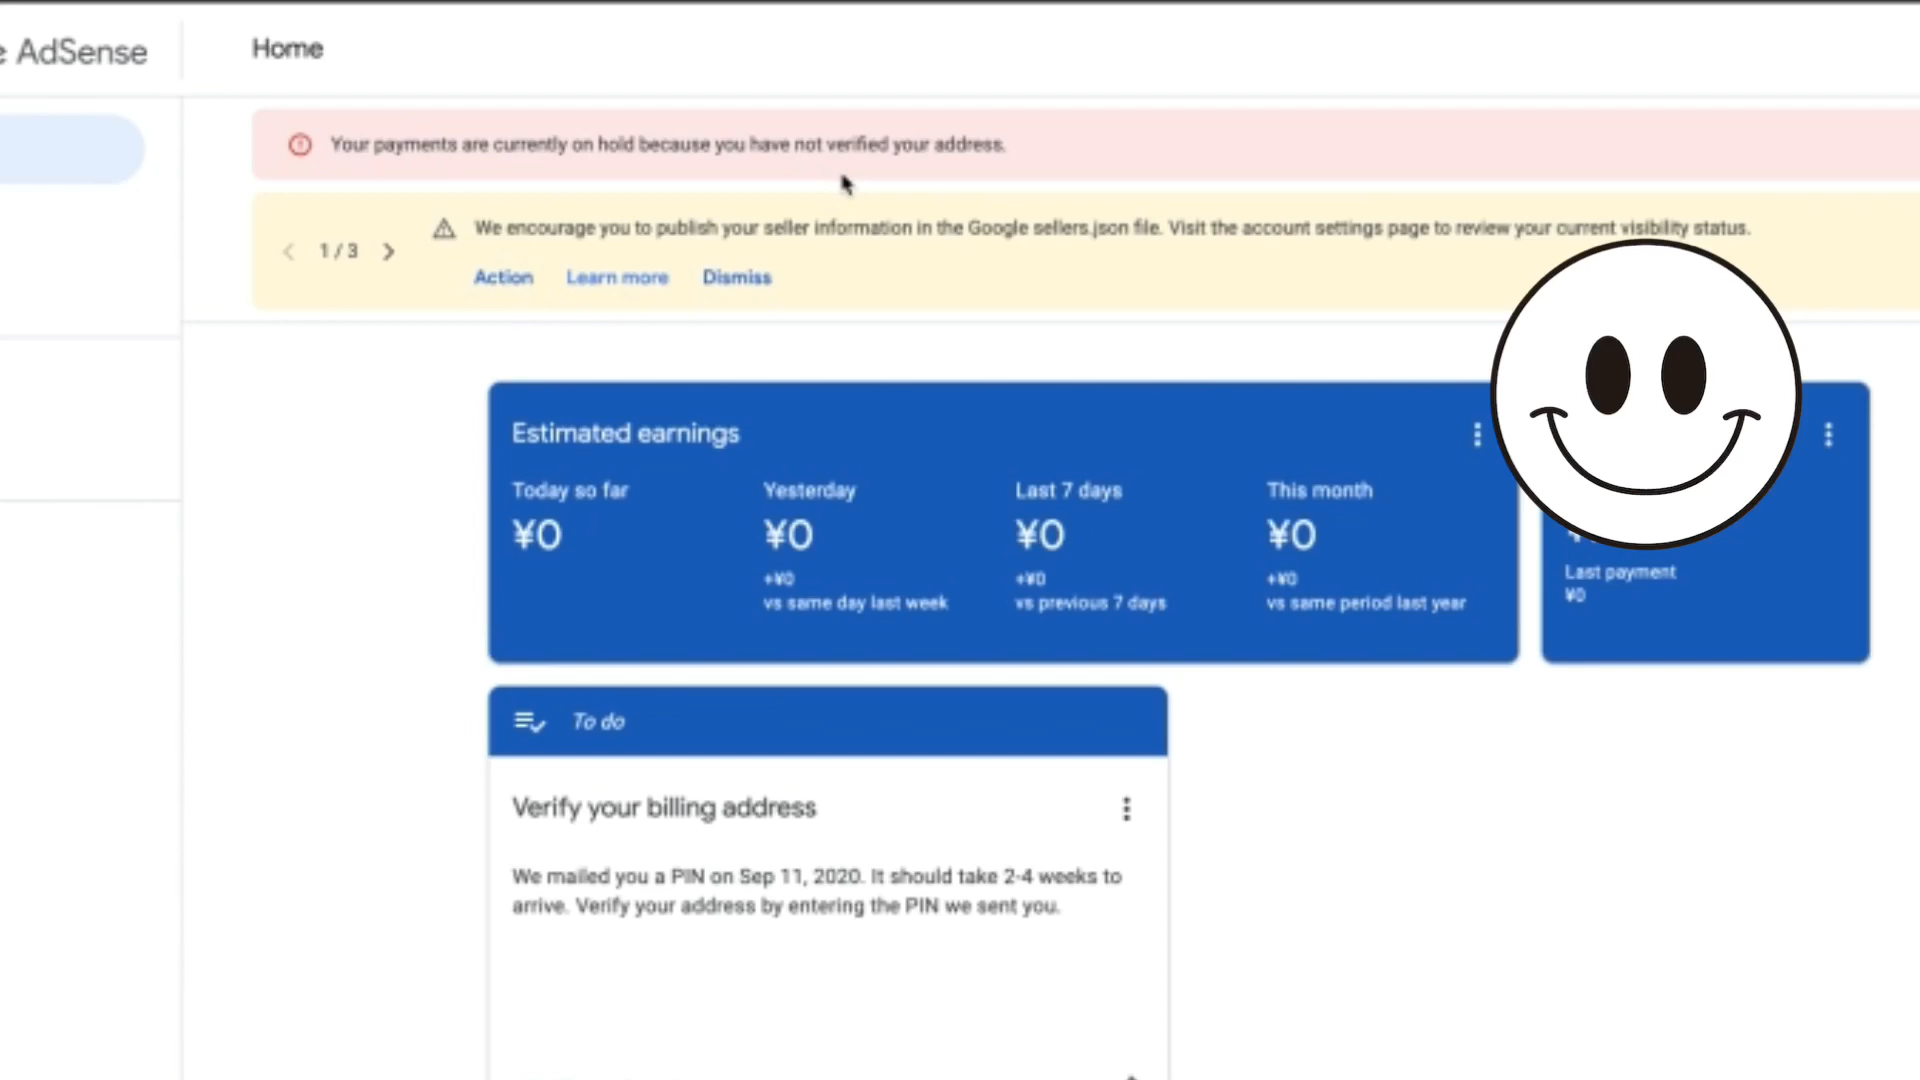 AdSense
Home
Your payments are currently on hold because you have not verified your address.
We encourage you to publish your seller information in the Google sellers.json file. Visit the account settings page to review your current visibility status.
1 / 3
Action Learn more Dismiss
Estimated earnings
Today so far Yesterday Last 7 days This month
¥0 ¥0 ¥0 ¥0
+¥0 +¥0 +¥0
vs same day last week vs previous 7 days vs same period last year
Last payment
¥0
To do
Verify your billing address
We mailed you a PIN on Sep 11, 2020. It should take 2-4 weeks to
arrive. Verify your address by entering the PIN we sent you.